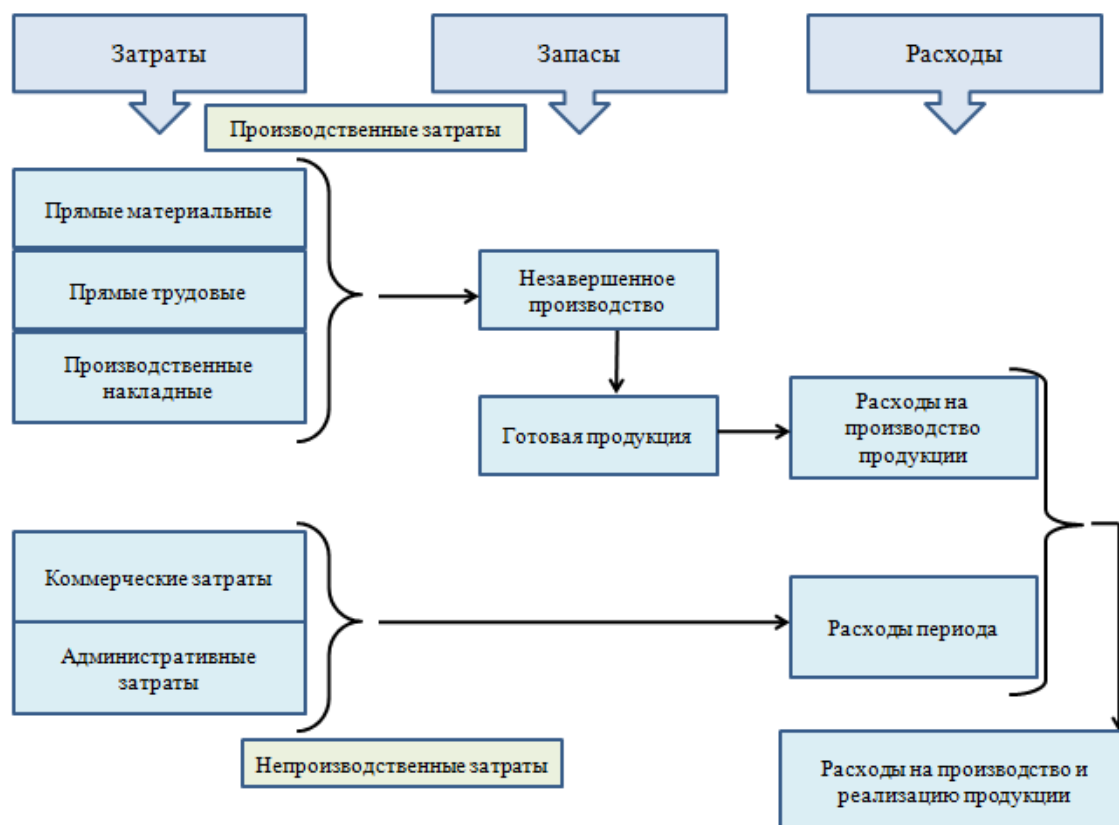 Затраты
Запасы
Расходы
Производственные затраты
Прямые материальные
Прямые трудовые
Производственные
накладные
Незавершенное
производство
Готовая продукция
Расходы на
производство
продукции
Коммерческие затраты
Административные
затраты
Расходы периода
Непроизводственные затраты
Расходы на производство и
реализацию продукции